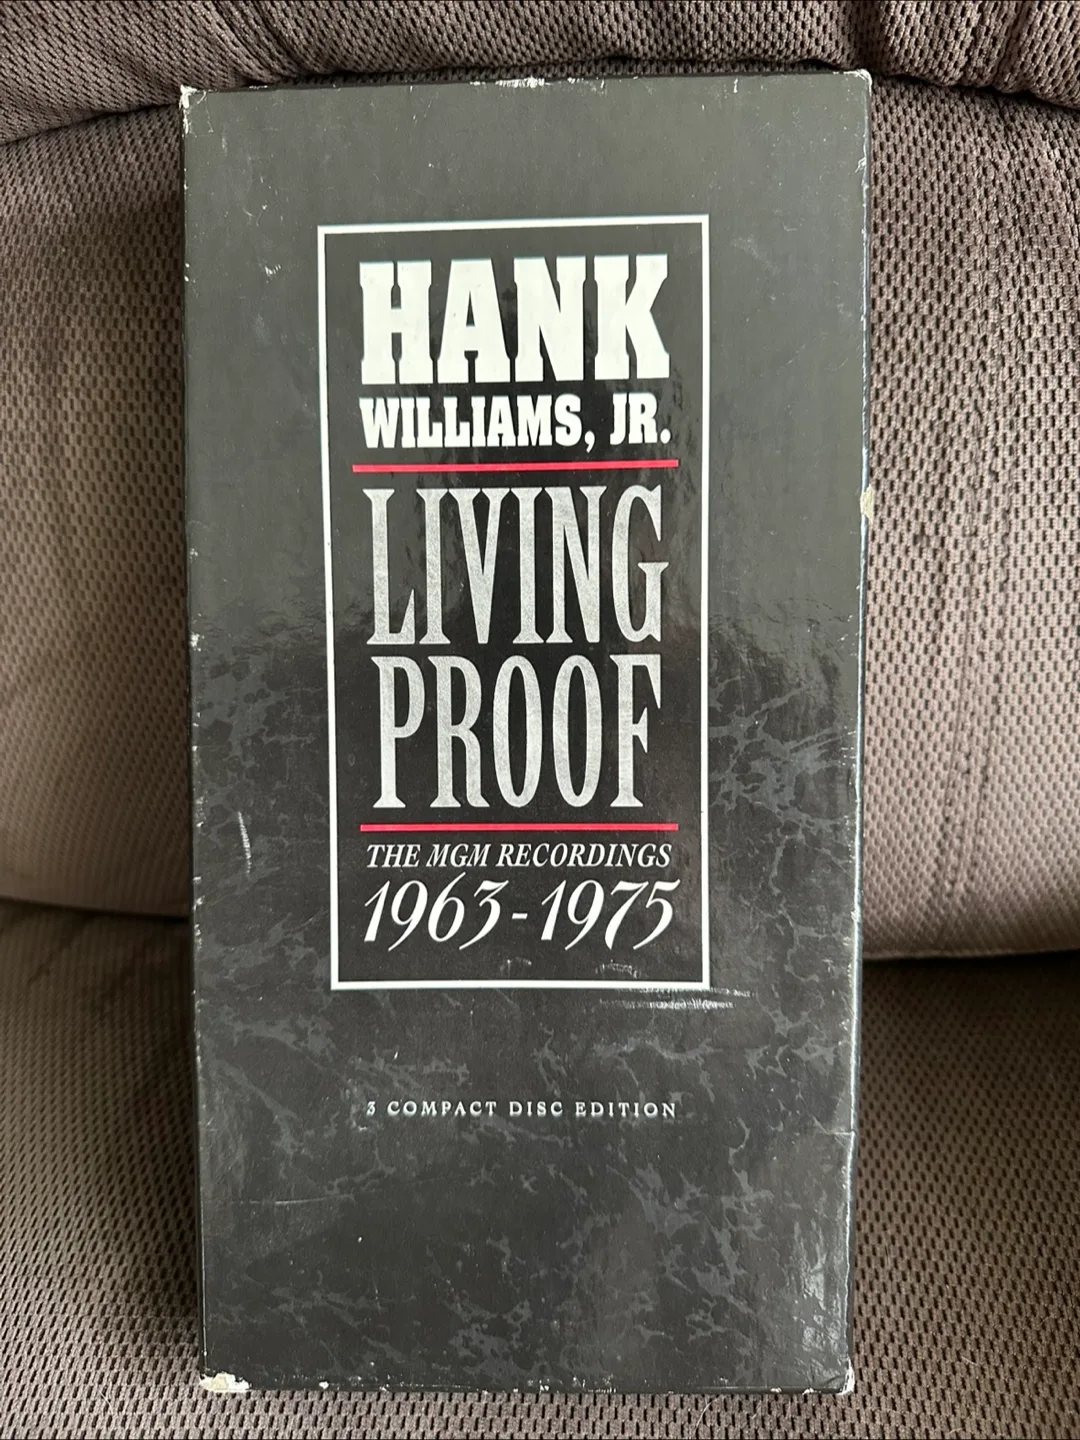 HANK
WILLIAMS, JR.
LIVING
PROOF
THE MGM RECORDINGS
1963-1975
3 COMPACT DISC EDITION